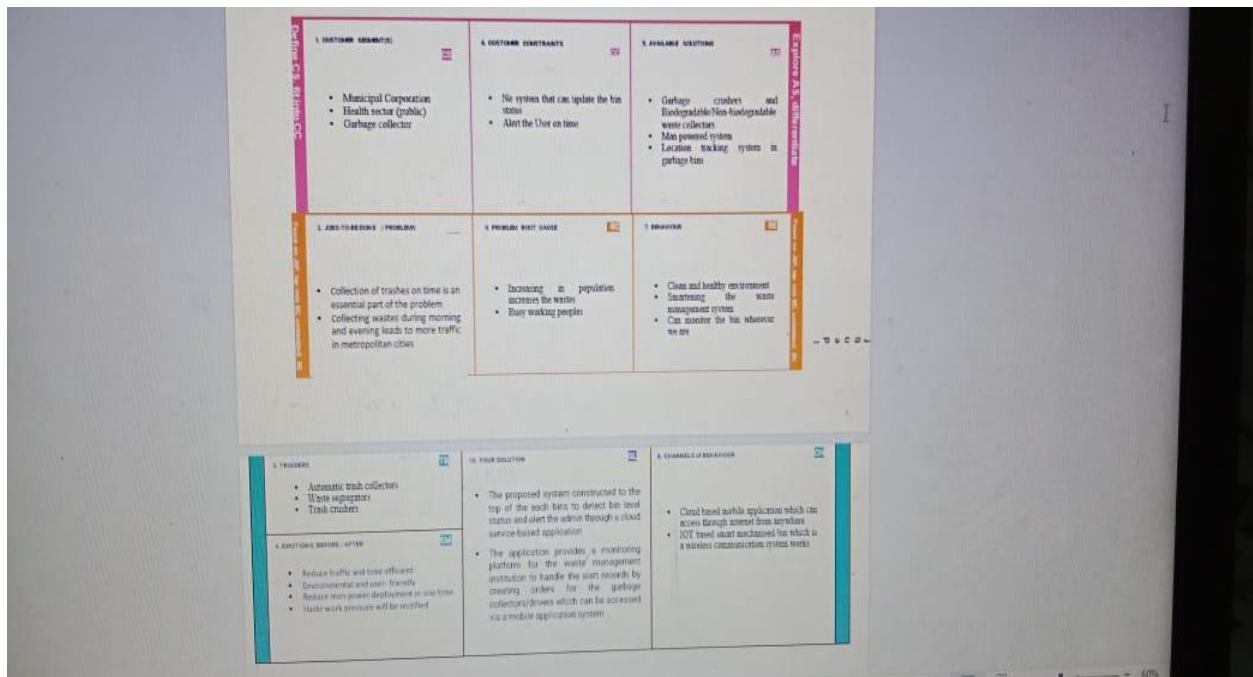 Define CS, fit into CC
1. CUSTOMER SEGMENT(S)
CS
• Municipal Corporation
• Health sector (public)
• Garbage collector
6. CUSTOMER CONSTRAINTS
CC
• No system that can update the bin
status
• Alert the User on time
5. AVAILABLE SOLUTIONS
• Garbage crushers and
Biodegradable/Non-biodegradable
waste collectors
• Man powered system
• Location tracking system in
garbage bins
Explore AS, differentiate
2. JOBS-TO-BE-DONE / PROBLEMS
• Collection of trashes on time is an
essential part of the problem
• Collecting wastes during morning
and evening leads to more traffic
in metropolitan cities
9. PROBLEM ROOT CAUSE
RC
• Increasing in population
increases the wastes
• Busy working peoples
7. BEHAVIOUR
BE
• Clean and healthy environment
• Smartening the waste
management system
• Can monitor the bin wherever
we are
3. TRIGGERS
TR
• Automatic trash collectors
• Waste segregators
• Trash crushers
4. EMOTIONS: BEFORE / AFTER
EM
• Reduce traffic and time efficient
• Environmental and user- friendly
• Reduce man power deployment in one time
• Haste work pressure will be rectified
10. YOUR SOLUTION
SL
• The proposed system constructed to the
top of the each bins to detect bin level
status and alert the admin through a cloud
service-based application
• The application provides a monitoring
platform for the waste management
institution to handle the alert records by
creating orders for the garbage
collectors/drivers which can be accessed
via a mobile application system
8. CHANNELS of BEHAVIOUR
CH
• Cloud based mobile application which can
access through internet from anywhere
• IOT based smart mechanised bin which is
a wireless communication system works
60%